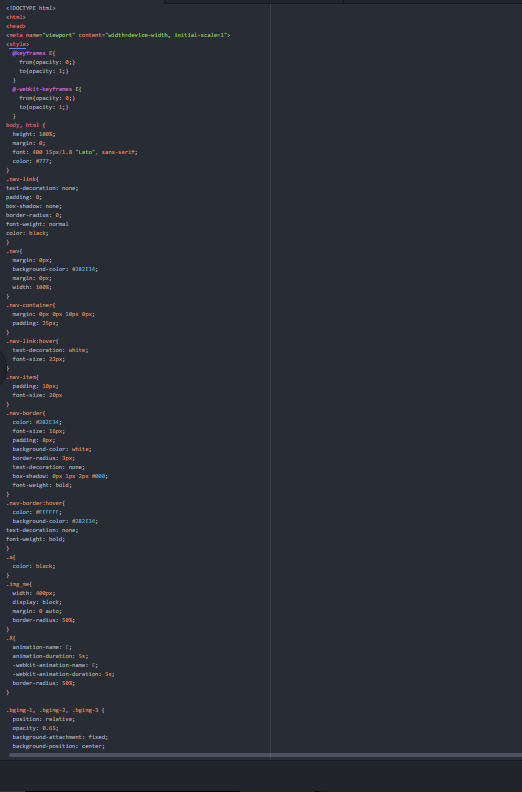 <!DOCTYPE html>
<html>
<head>
<meta name="viewport" content="width=device-width, initial-scale=1">
<style>
@keyframes E{
from{opacity: 0;}
to{opacity: 1;}
}
@-webkit-keyframes E{
from{opacity: 0;}
to{opacity: 1;}
}
body, html {
height: 100%;
margin: 0;
font: 400 15px/1.8 "Lato", sans-serif;
color: #777;
}
.nav-link{
text-decoration: none;
padding: 0;
box-shadow: none;
border-radius: 0;
font-weight: normal
color: black;
}
.nav{
margin: 0px;
background-color: #282E34;
margin: 0px;
width: 100%;
}
.nav-container{
margin: 0px 0px 10px 0px;
padding: 25px;
}
.nav-link:hover{
text-decoration: white;
font-size: 22px;
}
.nav-item{
padding: 10px;
font-size: 20px
}
.nav-border{
color: #282E34;
font-size: 16px;
padding: 8px;
background-color: white;
border-radius: 3px;
text-decoration: none;
box-shadow: 0px 1px 2px #000;
font-weight: bold;
}
.nav-border:hover{
color: #FFFFFF;
background-color: #282E34;
text-decoration: none;
font-weight: bold;
}
.a{
color: black;
}
.img_me{
width: 400px;
display: block;
margin: 0 auto;
border-radius: 50%;
}
animation-name: E;
animation-duration: 5s;
-webkit-animation-name: E;
-webkit-animation-duration: 5s;
border-radius: 50%;
}
.bgimg-1, .bgimg-2, .bgimg-3 {
position: relative;
opacity: 0.65;
background-attachment: fixed;
background-position: center;